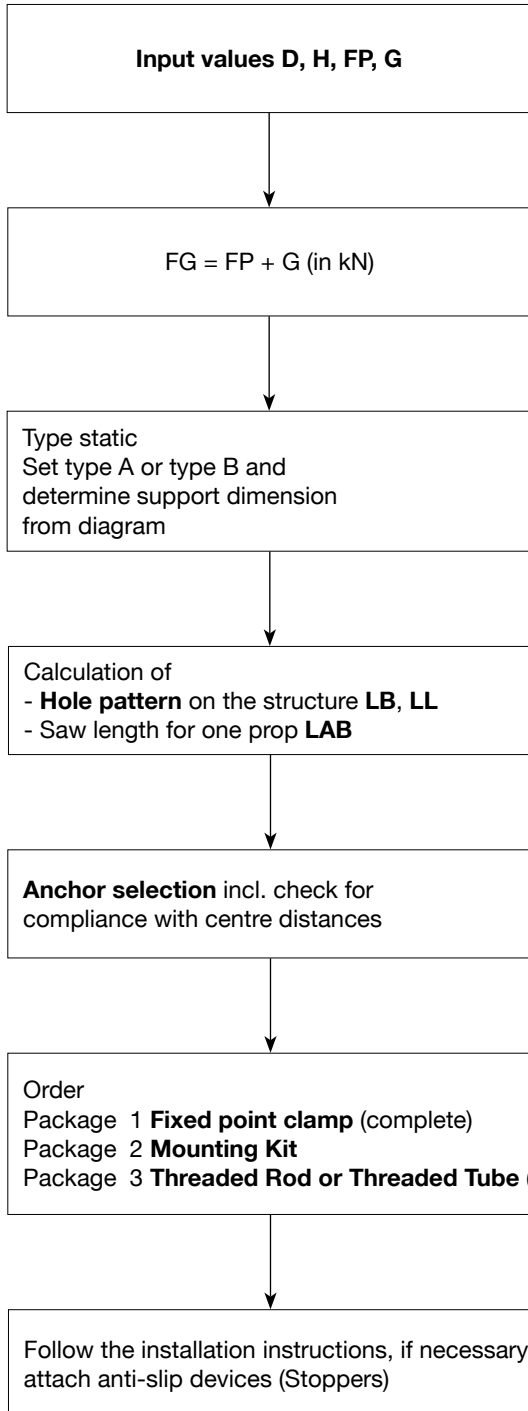 Input values D, H, FP, G
FG = FP + G (in kN)
Type static
Set type A or type B and
determine support dimension
from diagram
Calculation of
- Hole pattern on the structure LB, LL
- Saw length for one prop LAB
Anchor selection incl. check for
compliance with centre distances
Order
Package 1 Fixed point clamp (complete)
Package 2 Mounting Kit
Package 3 Threaded Rod or Threaded Tube (
Follow the installation instructions, if necessary
attach anti-slip devices (Stoppers)